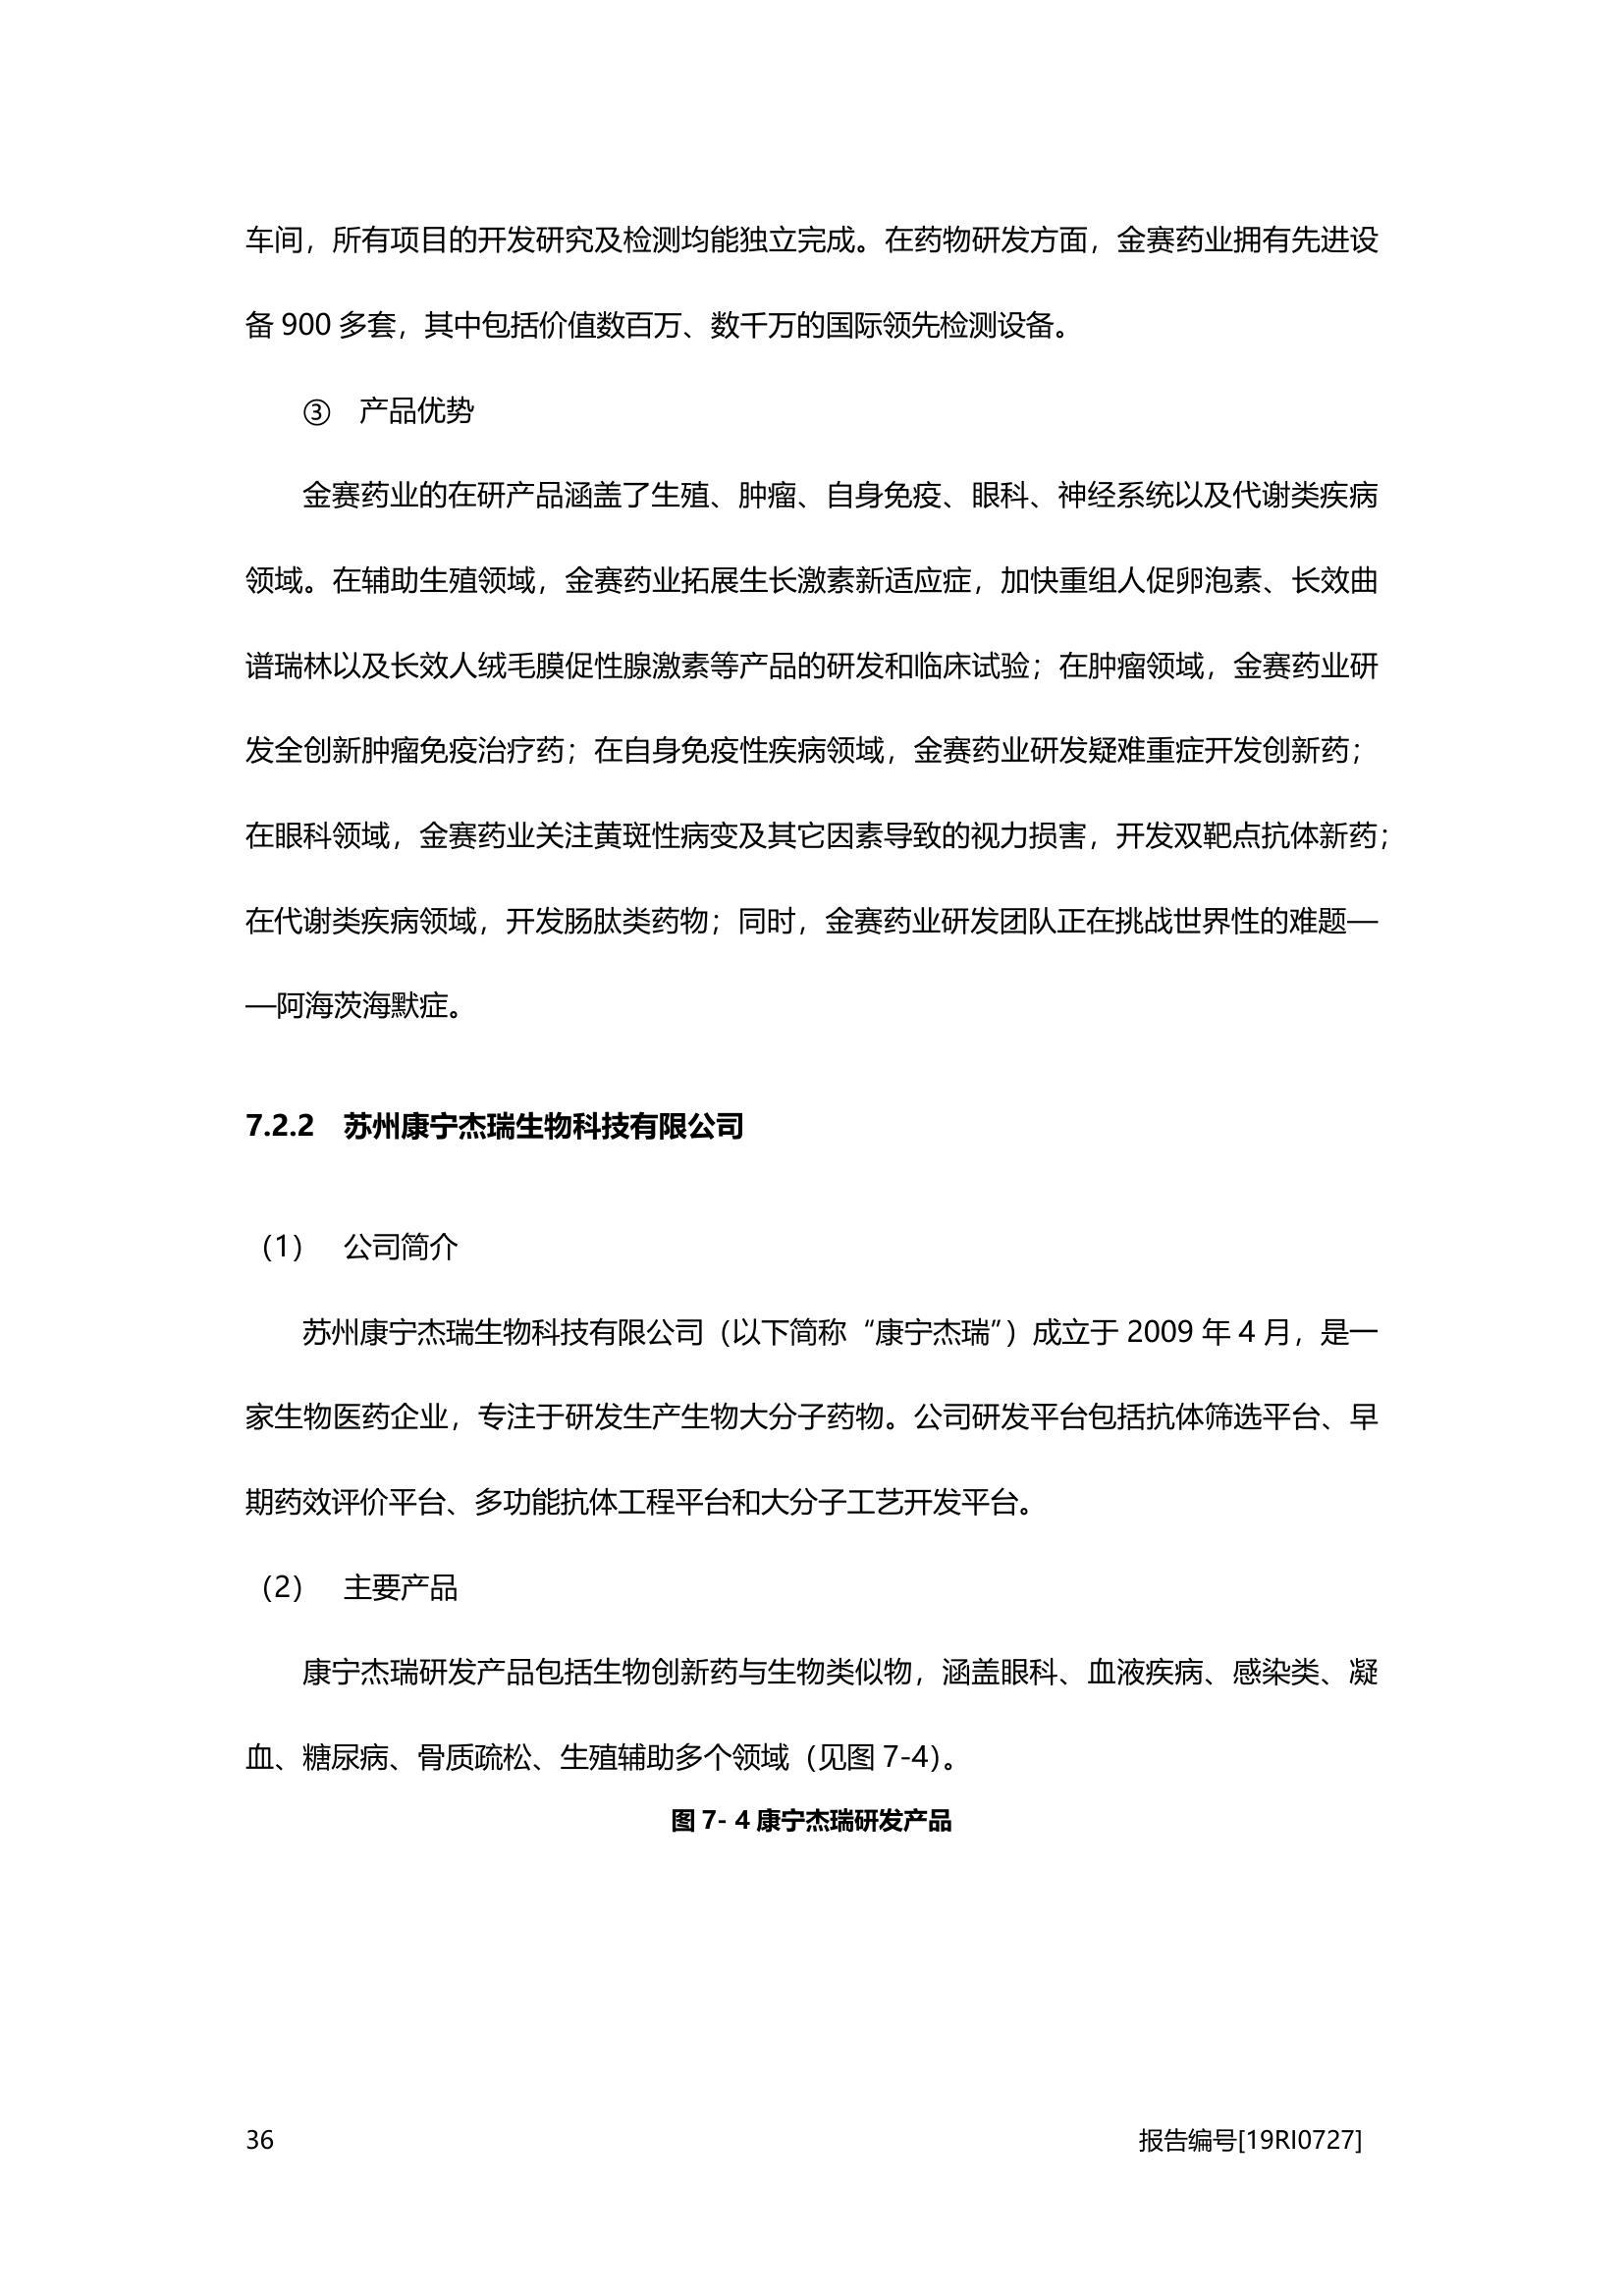 车间，所有项目的开发研究及检测均能独立完成。在药物研发方面，金赛药业拥有先进设
备 900 多套，其中包括价值数百万、数千万的国际领先检测设备。
③ 产品优势
金赛药业的在研产品涵盖了生殖、肿瘤、自身免疫、眼科、神经系统以及代谢类疾病
领域。在辅助生殖领域，金赛药业拓展生长激素新适应症，加快重组人促卵泡素、长效曲
谱瑞林以及长效人绒毛膜促性腺激素等产品的研发和临床试验；在肿瘤领域，金赛药业研
发全创新肿瘤免疫治疗药；在自身免疫性疾病领域，金赛药业研发疑难重症开发创新药；
在眼科领域，金赛药业关注黄斑性病变及其它因素导致的视力损害，开发双靶点抗体新药；
在代谢类疾病领域，开发肠肽类药物；同时，金赛药业研发团队正在挑战世界性的难题—
—阿海茨海默症。
7.2.2 苏州康宁杰瑞生物科技有限公司
（1） 公司简介
苏州康宁杰瑞生物科技有限公司（以下简称“康宁杰瑞”）成立于 2009 年 4 月，是一
家生物医药企业，专注于研发生产生物大分子药物。公司研发平台包括抗体筛选平台、早
期药效评价平台、多功能抗体工程平台和大分子工艺开发平台。
（2） 主要产品
康宁杰瑞研发产品包括生物创新药与生物类似物，涵盖眼科、血液疾病、感染类、凝
血、糖尿病、骨质疏松、生殖辅助多个领域（见图 7-4）。
图 7- 4 康宁杰瑞研发产品
36 报告编号[19RI0727]